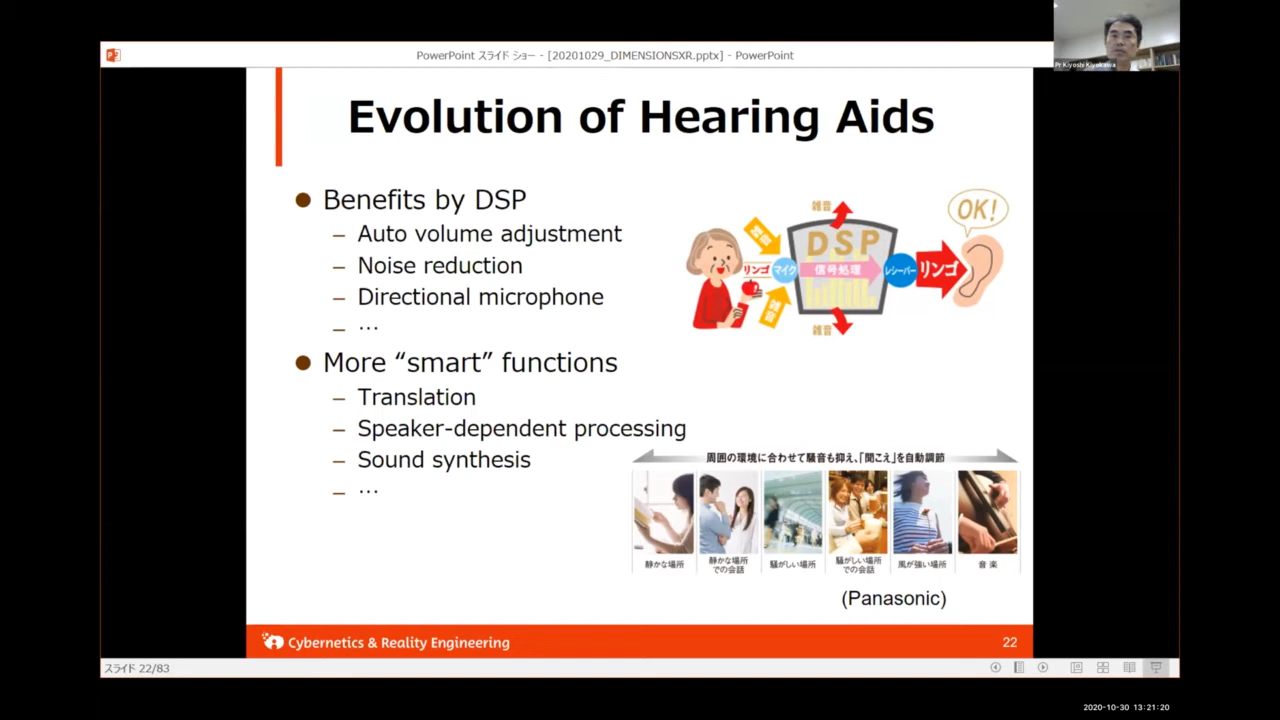 PowerPoint スライド ショー - [20201029_DIMENSIONSXR.pptx] - PowerPoint
Pr Kiyoshi Kiyokawa
Evolution of Hearing Aids
● Benefits by DSP
– Auto volume adjustment
– Noise reduction
– Directional microphone
– …
● More “smart” functions
– Translation
– Speaker-dependent processing
– Sound synthesis
– …
雑音
OK!
雑音
DSP
リンゴ
マイク
信号処理
レシーバー
リンゴ
雑音
雑音
周囲の環境に合わせて騒音も抑え、「聞こえ」を自動調節
静かな場所
静かな場所
での会話
騒がしい場所
騒がしい場所
での会話
風が強い場所
音楽
(Panasonic)
Cybernetics & Reality Engineering
22
スライド 22/83
2020-10-30 13:21:20